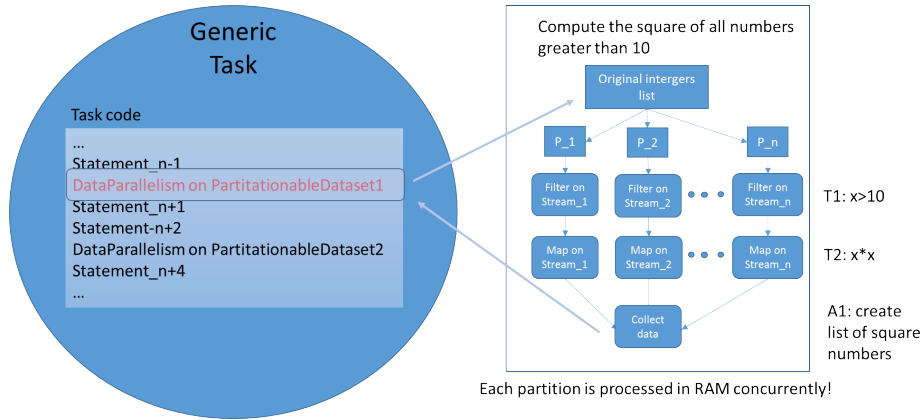 Generic
Task
Task code
...
Statement_n-1
DataParallelism on PartitationableDataset1
Statement_n+1
Statement-n+2
DataParallelism on PartitationableDataset2
Statement_n+4
...
Compute the square of all numbers
greater than 10
Original intergers
list
P_1
P_2
P_n
Filter on
Stream_1
Filter on
Stream_2
Filter on
Stream_n
T1: x>10
Map on
Stream_1
Map on
Stream_2
Map on
Stream_n
T2: x*x
Collect
data
A1: create
list of square
numbers
Each partition is processed in RAM concurrently!